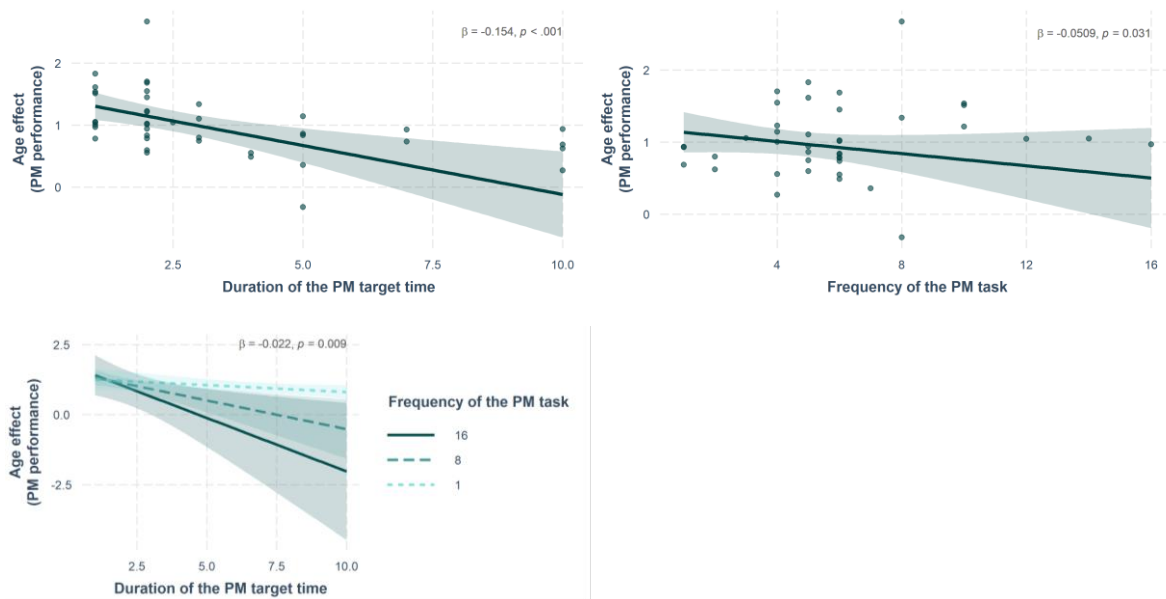 β = -0.154, p < .001
2
1
0
Age effect
(PM performance)
2.5
5.0
7.5
10.0
Duration of the PM target time
β = -0.0509, p = 0.031
2
1
0
Age effect
(PM performance)
4
8
12
16
Frequency of the PM task
β = -0.022, p = 0.009
2.5
0.0
-2.5
Age effect
(PM performance)
2.5
5.0
7.5
10.0
Duration of the PM target time
Frequency of the PM task
16
8
1